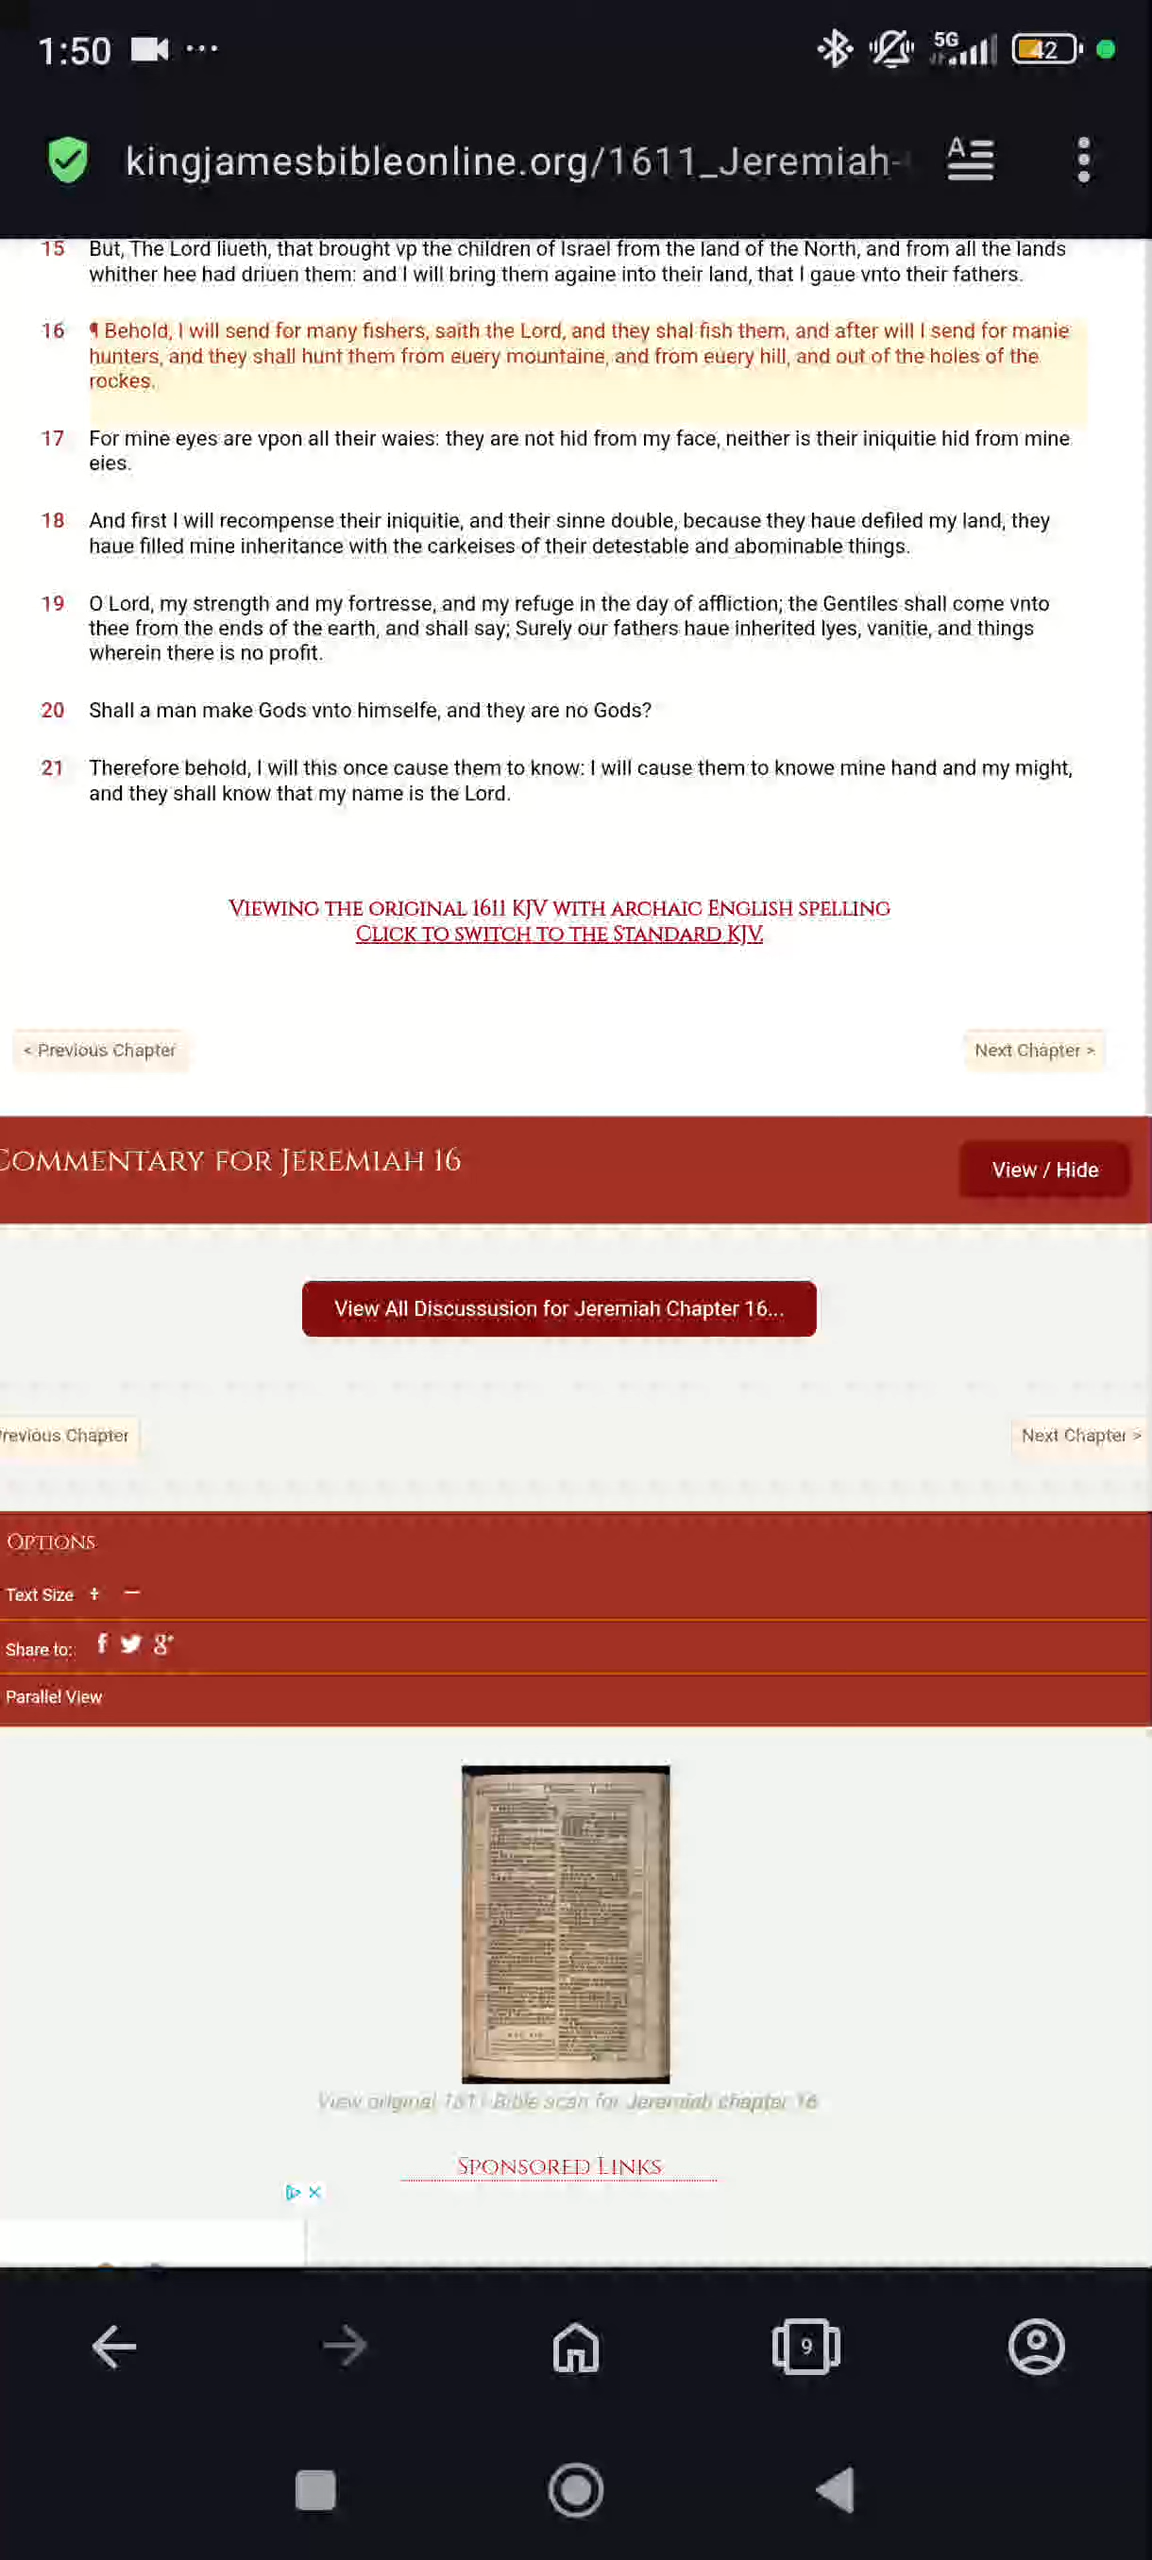 1:50
5G
42
kingjamesbibleonline.org/1611_Jeremiah-
15 But, The Lord liueth, that brought vp the children of Israel from the land of the North, and from all the lands
whither hee had driuen them: and I will bring them againe into their land, that I gaue vnto their fathers.
16 ¶ Behold, I will send for many fishers, saith the Lord, and they shal fish them, and after will I send for manie
hunters, and they shall hunt them from euery mountaine, and from euery hill, and out of the holes of the
rockes.
17 For mine eyes are vpon all their waies: they are not hid from my face, neither is their iniquitie hid from mine
eies.
18 And first I will recompense their iniquitie, and their sinne double, because they haue defiled my land, they
haue filled mine inheritance with the carkeises of their detestable and abominable things.
19 O Lord, my strength and my fortresse, and my refuge in the day of affliction; the Gentiles shall come vnto
thee from the ends of the earth, and shall say; Surely our fathers haue inherited lyes, vanitie, and things
wherein there is no profit.
20 Shall a man make Gods vnto himselfe, and they are no Gods?
21 Therefore behold, I will this once cause them to know: I will cause them to knowe mine hand and my might,
and they shall know that my name is the Lord.
Viewing the original 1611 KJV with archaic English spelling
Click to switch to the Standard KJV.
< Previous Chapter
Next Chapter >
Commentary for Jeremiah 16
View / Hide
View All Discussusion for Jeremiah Chapter 16...
Previous Chapter
Next Chapter >
Options
Text Size + −
Share to:
Parallel View
View original 1611 Bible scan for Jeremiah chapter 16
Sponsored Links
9